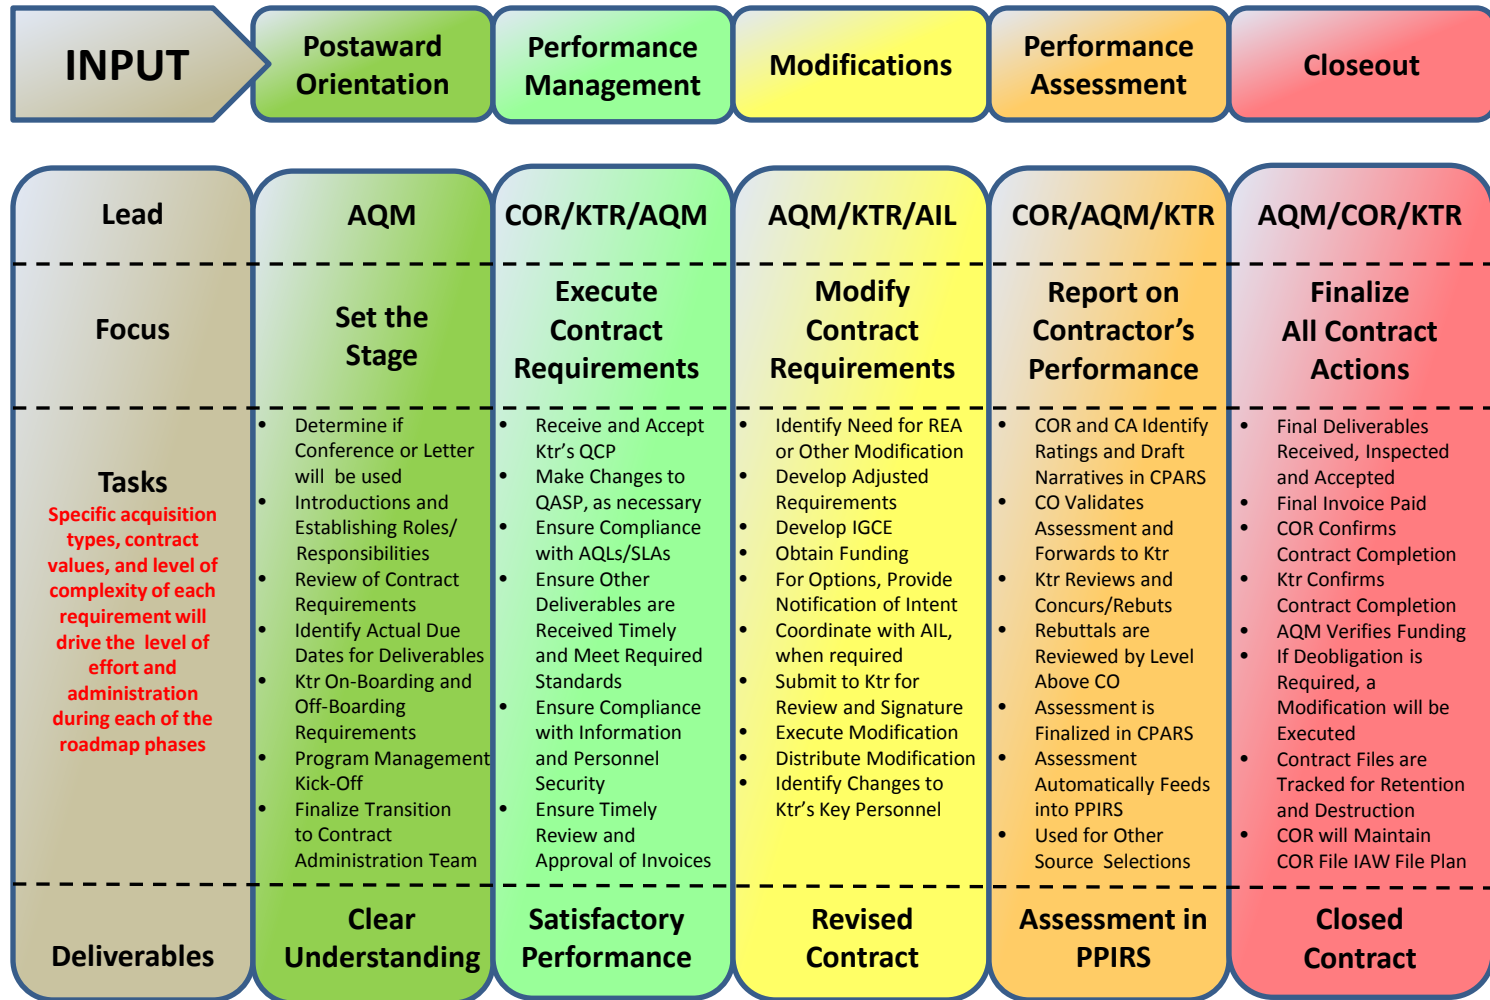 INPUT
Postaward
Orientation
Performance
Management
Modifications
Performance
Assessment
Closeout
Lead
AQM
COR/KTR/AQM
AQM/KTR/AIL
COR/AQM/KTR
AQM/COR/KTR
Focus
Set the
Stage
Execute
Contract
Requirements
Modify
Contract
Requirements
Report on
Contractor’s
Performance
Finalize
All Contract
Actions
Tasks
Specific acquisition
types, contract
values, and level of
complexity of each
requirement will
drive the level of
effort and
administration
during each of the
roadmap phases
• Determine if
Conference or Letter
will be used
• Introductions and
Establishing Roles/
Responsibilities
• Review of Contract
Requirements
• Identify Actual Due
Dates for Deliverables
• Ktr On-Boarding and
Off-Boarding
Requirements
• Program Management
Kick-Off
• Finalize Transition
to Contract
Administration Team
• Receive and Accept
Ktr’s QCP
• Make Changes to
QASP, as necessary
• Ensure Compliance
with AQLs/SLAs
• Ensure Other
Deliverables are
Received Timely
and Meet Required
Standards
• Ensure Compliance
with Information
and Personnel
Security
• Ensure Timely
Review and
Approval of Invoices
• Identify Need for REA
or Other Modification
• Develop Adjusted
Requirements
• Develop IGCE
• Obtain Funding
• For Options, Provide
Notification of Intent
• Coordinate with AIL,
when required
• Submit to Ktr for
Review and Signature
• Execute Modification
• Distribute Modification
• Identify Changes to
Ktr’s Key Personnel
• COR and CA Identify
Ratings and Draft
Narratives in CPARS
• CO Validates
Assessment and
Forwards to Ktr
• Ktr Reviews and
Concurs/Rebuts
• Rebuttals are
Reviewed by Level
Above CO
• Assessment is
Finalized in CPARS
• Assessment
Automatically Feeds
into PPIRS
• Used for Other
Source Selections
• Final Deliverables
Received, Inspected
and Accepted
• Final Invoice Paid
• COR Confirms
Contract Completion
• Ktr Confirms
Contract Completion
• AQM Verifies Funding
• If Deobligation is
Required, a
Modification will be
Executed
• Contract Files are
Tracked for Retention
and Destruction
• COR will Maintain
COR File IAW File Plan
Deliverables
Clear
Understanding
Satisfactory
Performance
Revised
Contract
Assessment in
PPIRS
Closed
Contract